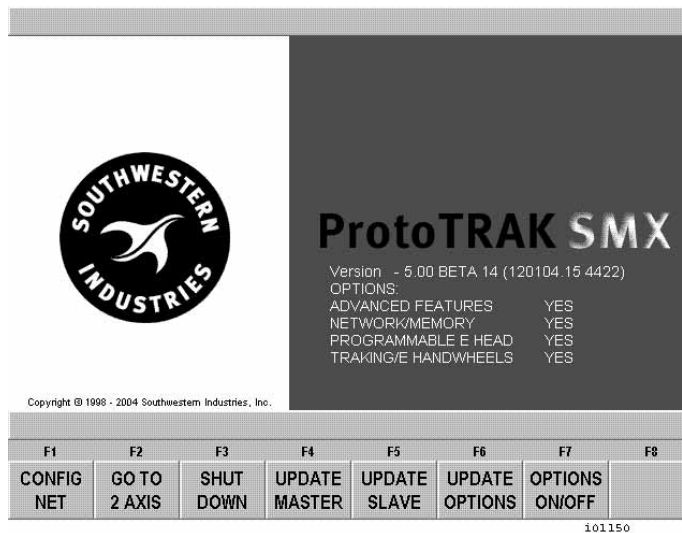 SOUTHWESTERN
INDUSTRIES
ProtoTRAK SMX
Version - 5.00 BETA 14 (120104.15 4422)
OPTIONS:
ADVANCED FEATURES YES
NETWORK/MEMORY YES
PROGRAMMABLE E HEAD YES
TRAKING/E HANDWHEELS YES
Copyright © 1998 - 2004 Southwestern Industries, Inc.
F1 F2 F3 F4 F5 F6 F7 F8
CONFIG GO TO SHUT UPDATE UPDATE UPDATE OPTIONS
NET 2 AXIS DOWN MASTER SLAVE OPTIONS ON/OFF
i01150